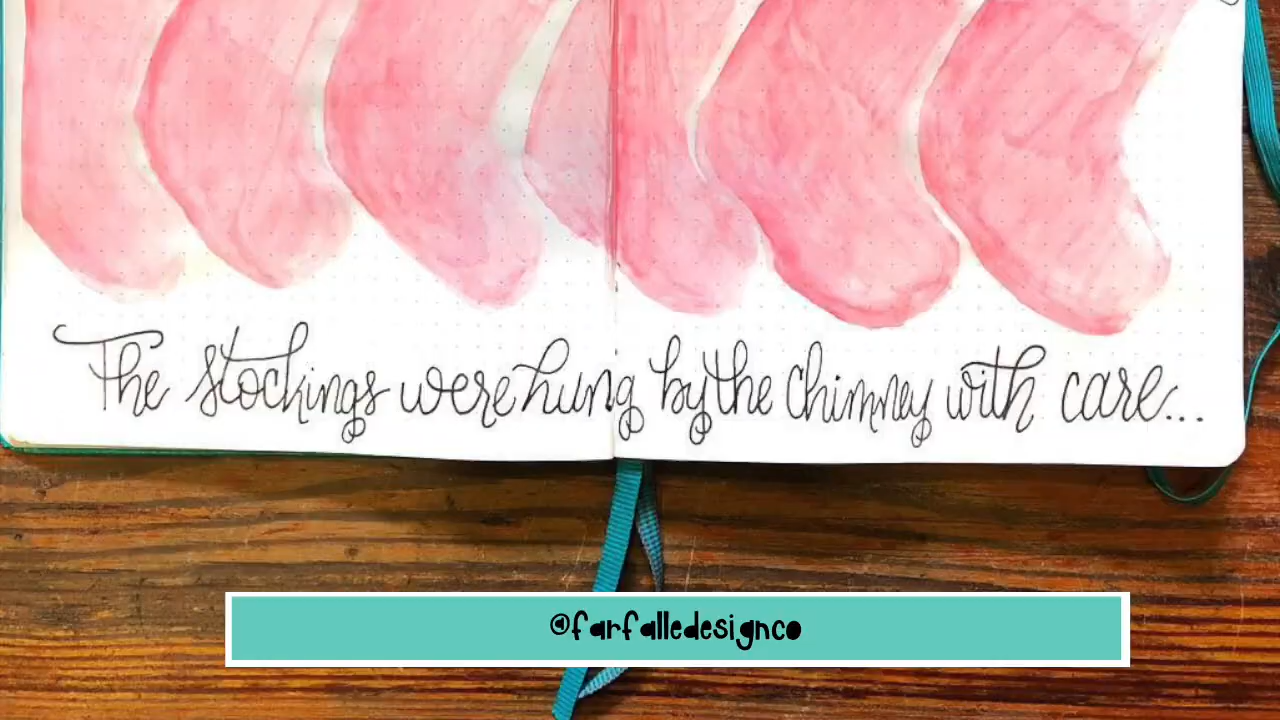 The stockings were hung by the chimney with care...
@farfalledesignco